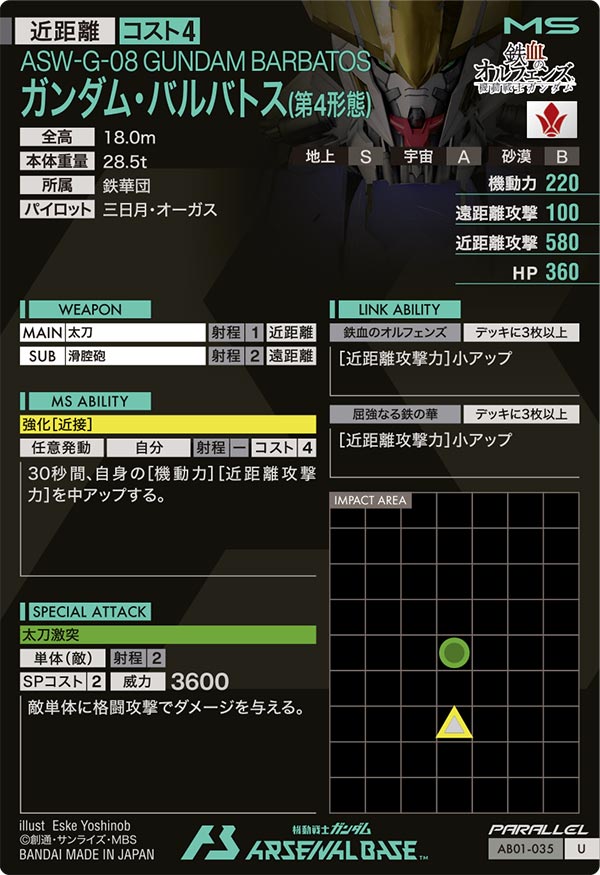 近距離 コスト4 MS
ASW-G-08 GUNDAM BARBATOS
ガンダム・バルバトス(第4形態)
鉄血の
オルフェンズ
機動戦士ガンダム
全高 18.0m
本体重量 28.5t
所属 鉄華団
パイロット 三日月・オーガス
地上 S 宇宙 A 砂漠 B
機動力 220
遠距離攻撃 100
近距離攻撃 580
HP 360
WEAPON
MAIN 太刀 射程 1 近距離
SUB 滑腔砲 射程 2 遠距離
MS ABILITY
強化[近接]
任意発動 自分 射程 ― コスト 4
30秒間、自身の[機動力][近距離攻撃
力]を中アップする。
SPECIAL ATTACK
太刀激突
単体(敵) 射程 2
SPコスト 2 威力 3600
敵単体に格闘攻撃でダメージを与える。
LINK ABILITY
鉄血のオルフェンズ デッキに3枚以上
[近距離攻撃力]小アップ
屈強なる鉄の華 デッキに3枚以上
[近距離攻撃力]小アップ
IMPACT AREA
illust Eske Yoshinob
©創通・サンライズ・MBS
BANDAI MADE IN JAPAN
機動戦士ガンダム
ARSENAL BASE™
PARALLEL
AB01-035 U